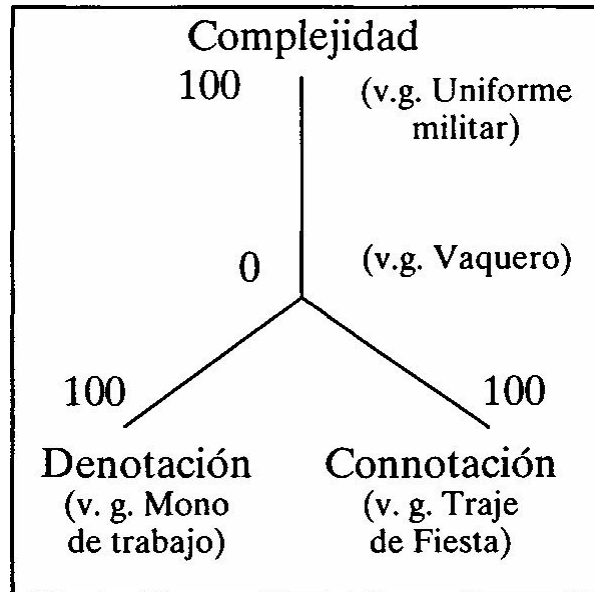 Complejidad
100
(v.g. Uniforme
militar)
0
(v.g. Vaquero)
100
100
Denotación
(v. g. Mono
de trabajo)
Connotación
(v. g. Traje
de Fiesta)